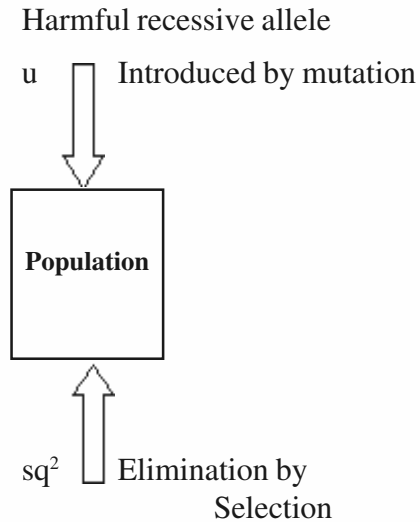 Harmful recessive allele
u Introduced by mutation
Population
sq² Elimination by
Selection